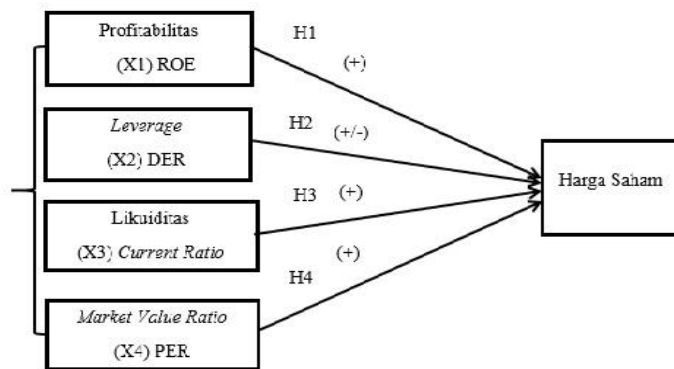 Profitabilitas
(X1) ROE
H1
(+)
Leverage
(X2) DER
H2
(+/-)
Harga Saham
Likuiditas
(X3) Current Ratio
H3
(+)
Market Value Ratio
(X4) PER
H4
(+)